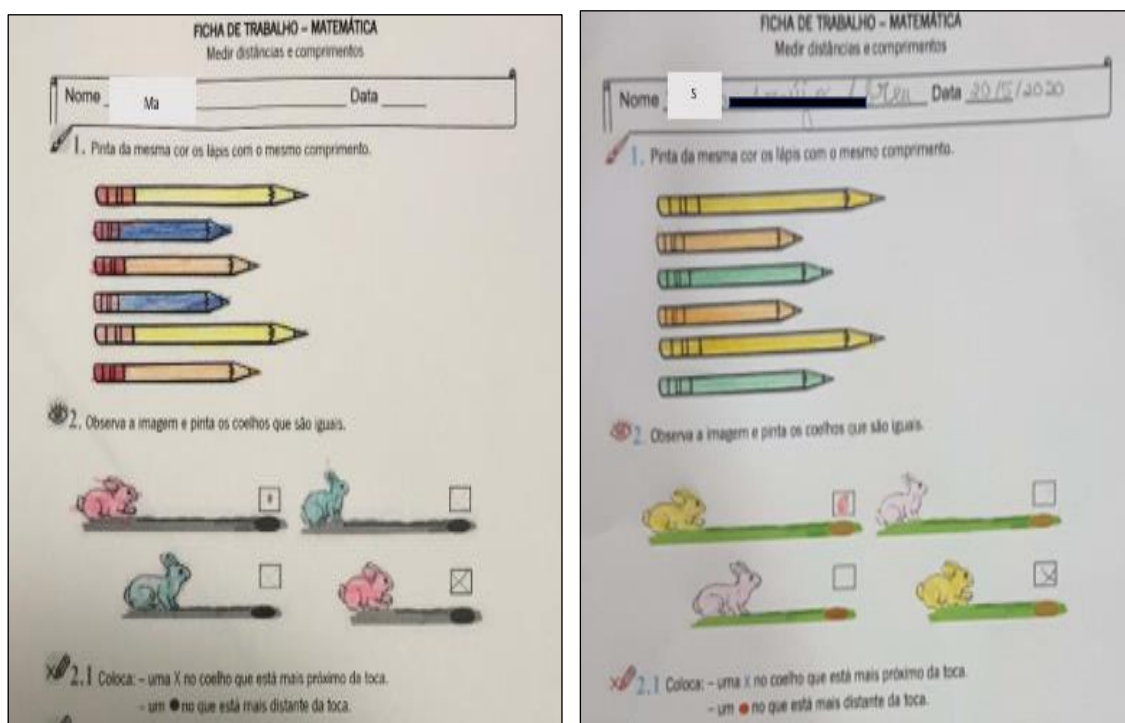 FICHA DE TRABALHO – MATEMÁTICA
Medir distâncias e comprimentos
Nome Ma Data
1. Pinta da mesma cor os lápis com o mesmo comprimento.
2. Observa a imagem e pinta os coelhos que são iguais.
2.1 Coloca: – uma X no coelho que está mais próximo da toca.
– um ● no que está mais distante da toca.
FICHA DE TRABALHO – MATEMÁTICA
Medir distâncias e comprimentos
Nome S Data 20/5/2020
1. Pinta da mesma cor os lápis com o mesmo comprimento.
2. Observa a imagem e pinta os coelhos que são iguais.
2.1 Coloca: – uma X no coelho que está mais próximo da toca.
– um ● no que está mais distante da toca.